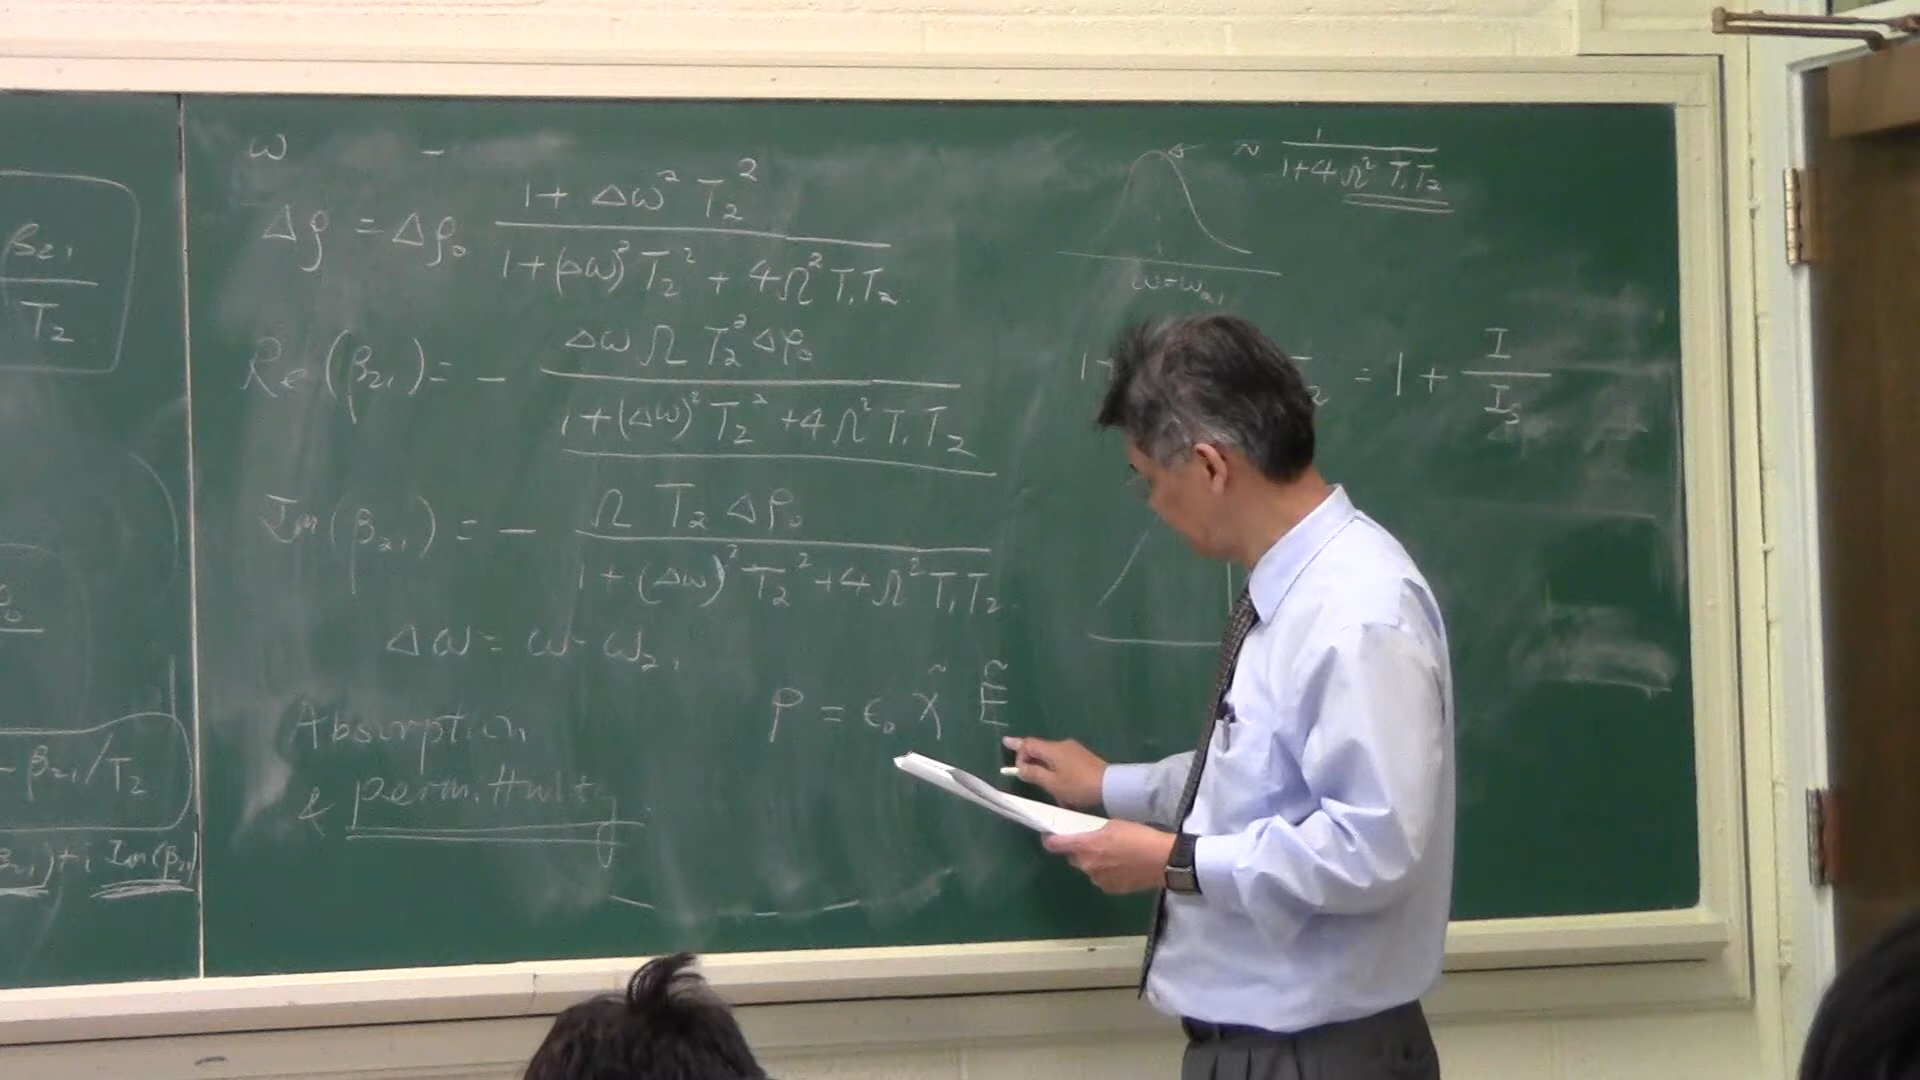 β₂₁
T₂
- β₂₁/T₂
)+i Im(β₂₁)
ω -
Δρ = Δρ₀ (1 + Δω² T₂²) / (1 + (Δω)² T₂² + 4Ω² T₁T₂)
Re(β₂₁) = - (Δω Ω T₂² Δρ₀) / (1 + (Δω)² T₂² + 4Ω² T₁T₂)
Im(β₂₁) = - (Ω T₂ Δρ₀) / (1 + (Δω)² T₂² + 4Ω² T₁T₂)
Δω = ω - ω₂₁
Absorption
& permittivity
P = ε₀ χ̃ Ẽ
~ 1 / (1+4Ω² T₁T₂)
ω=ω₂₁
1+ ₂ = 1 + I / Iₛ